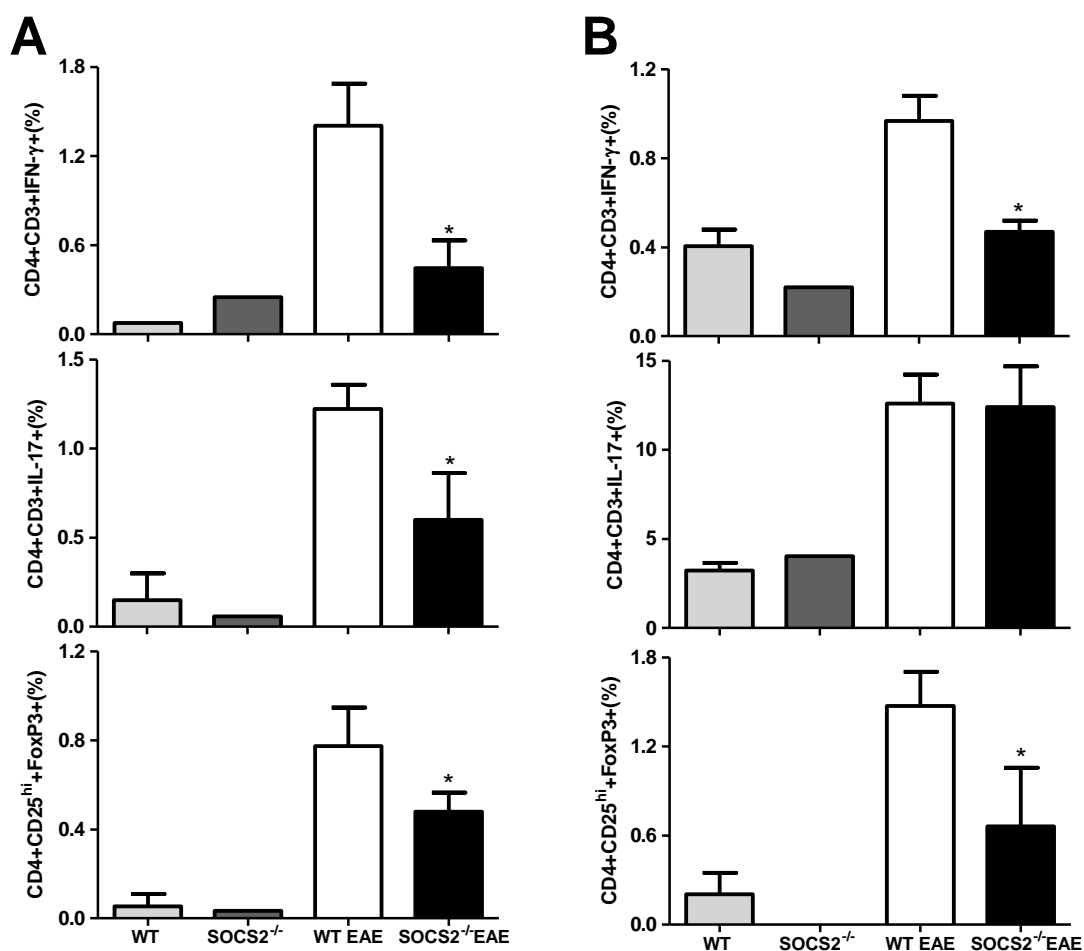 A
CD4+CD3+IFN-γ+(%)
1.8
1.2
0.6
0.0
*
CD4+CD3+IL-17+(%)
1.5
1.0
0.5
0.0
*
CD4+CD25hi+FoxP3+(%)
1.2
0.8
0.4
0.0
*
WT SOCS2-/- WT EAE SOCS2-/-EAE
B
CD4+CD3+IFN-γ+(%)
1.2
0.8
0.4
0.0
*
CD4+CD3+IL-17+(%)
15
10
5
0
CD4+CD25hi+FoxP3+(%)
1.8
1.2
0.6
0.0
*
WT SOCS2-/- WT EAE SOCS2-/-EAE